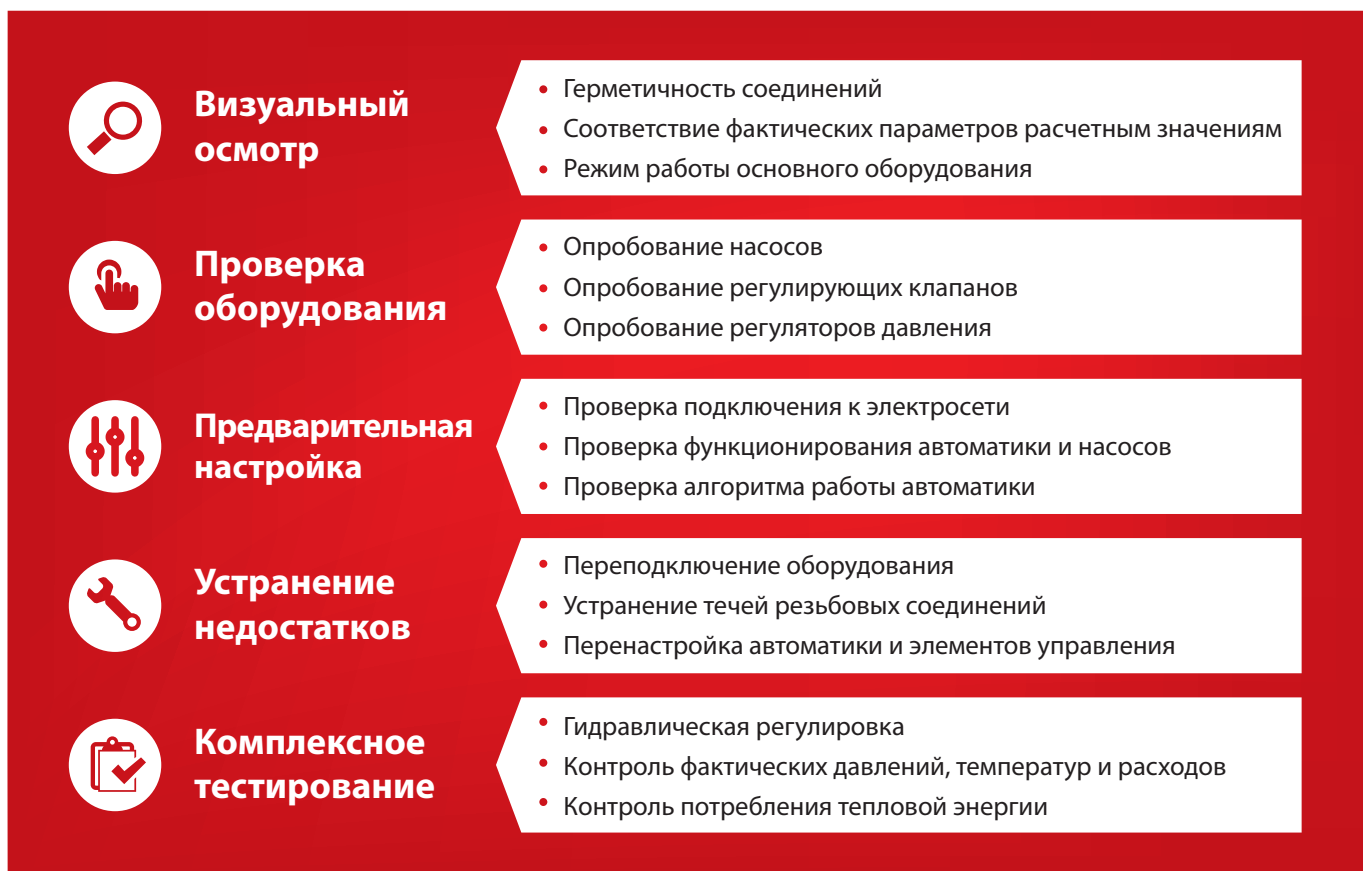 Визуальный
осмотр
• Герметичность соединений
• Соответствие фактических параметров расчетным значениям
• Режим работы основного оборудования
Проверка
оборудования
• Опробование насосов
• Опробование регулирующих клапанов
• Опробование регуляторов давления
Предварительная
настройка
• Проверка подключения к электросети
• Проверка функционирования автоматики и насосов
• Проверка алгоритма работы автоматики
Устранение
недостатков
• Переподключение оборудования
• Устранение течей резьбовых соединений
• Перенастройка автоматики и элементов управления
Комплексное
тестирование
• Гидравлическая регулировка
• Контроль фактических давлений, температур и расходов
• Контроль потребления тепловой энергии